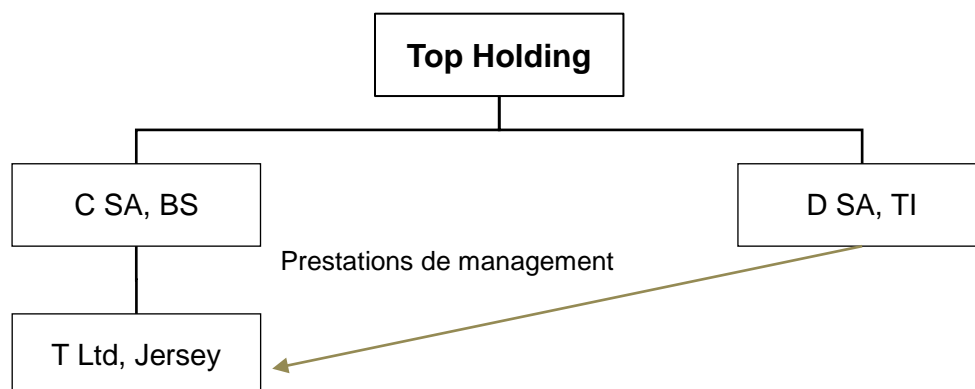 Top Holding
C SA, BS
D SA, TI
Prestations de management
T Ltd, Jersey